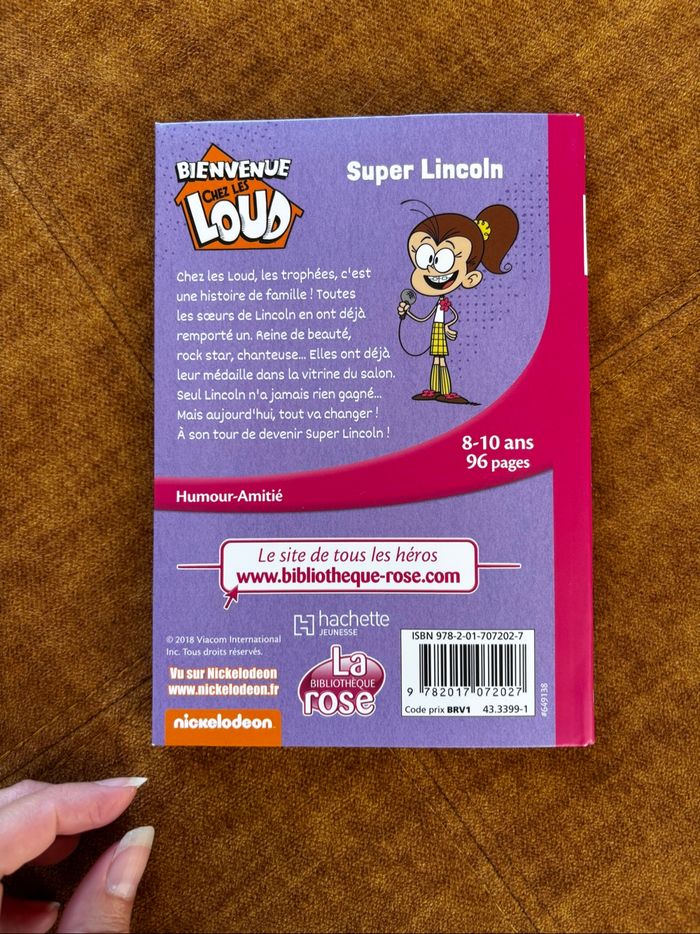 BIENVENUE
CHEZ LES
LOUD
Super Lincoln
Chez les Loud, les trophées, c'est
une histoire de famille ! Toutes
les sœurs de Lincoln en ont déjà
remporté un. Reine de beauté,
rock star, chanteuse... Elles ont déjà
leur médaille dans la vitrine du salon.
Seul Lincoln n'a jamais rien gagné...
Mais aujourd'hui, tout va changer !
À son tour de devenir Super Lincoln !
8-10 ans
96 pages
Humour-Amitié
Le site de tous les héros
www.bibliotheque-rose.com
hachette
JEUNESSE
© 2018 Viacom International
Inc. Tous droits réservés.
Vu sur Nickelodeon
www.nickelodeon.fr
nickelodeon
La
BIBLIOTHÈQUE
rose
ISBN 978-2-01-707202-7
9 782017 072027
Code prix BRV1 43.3399-1
#649138